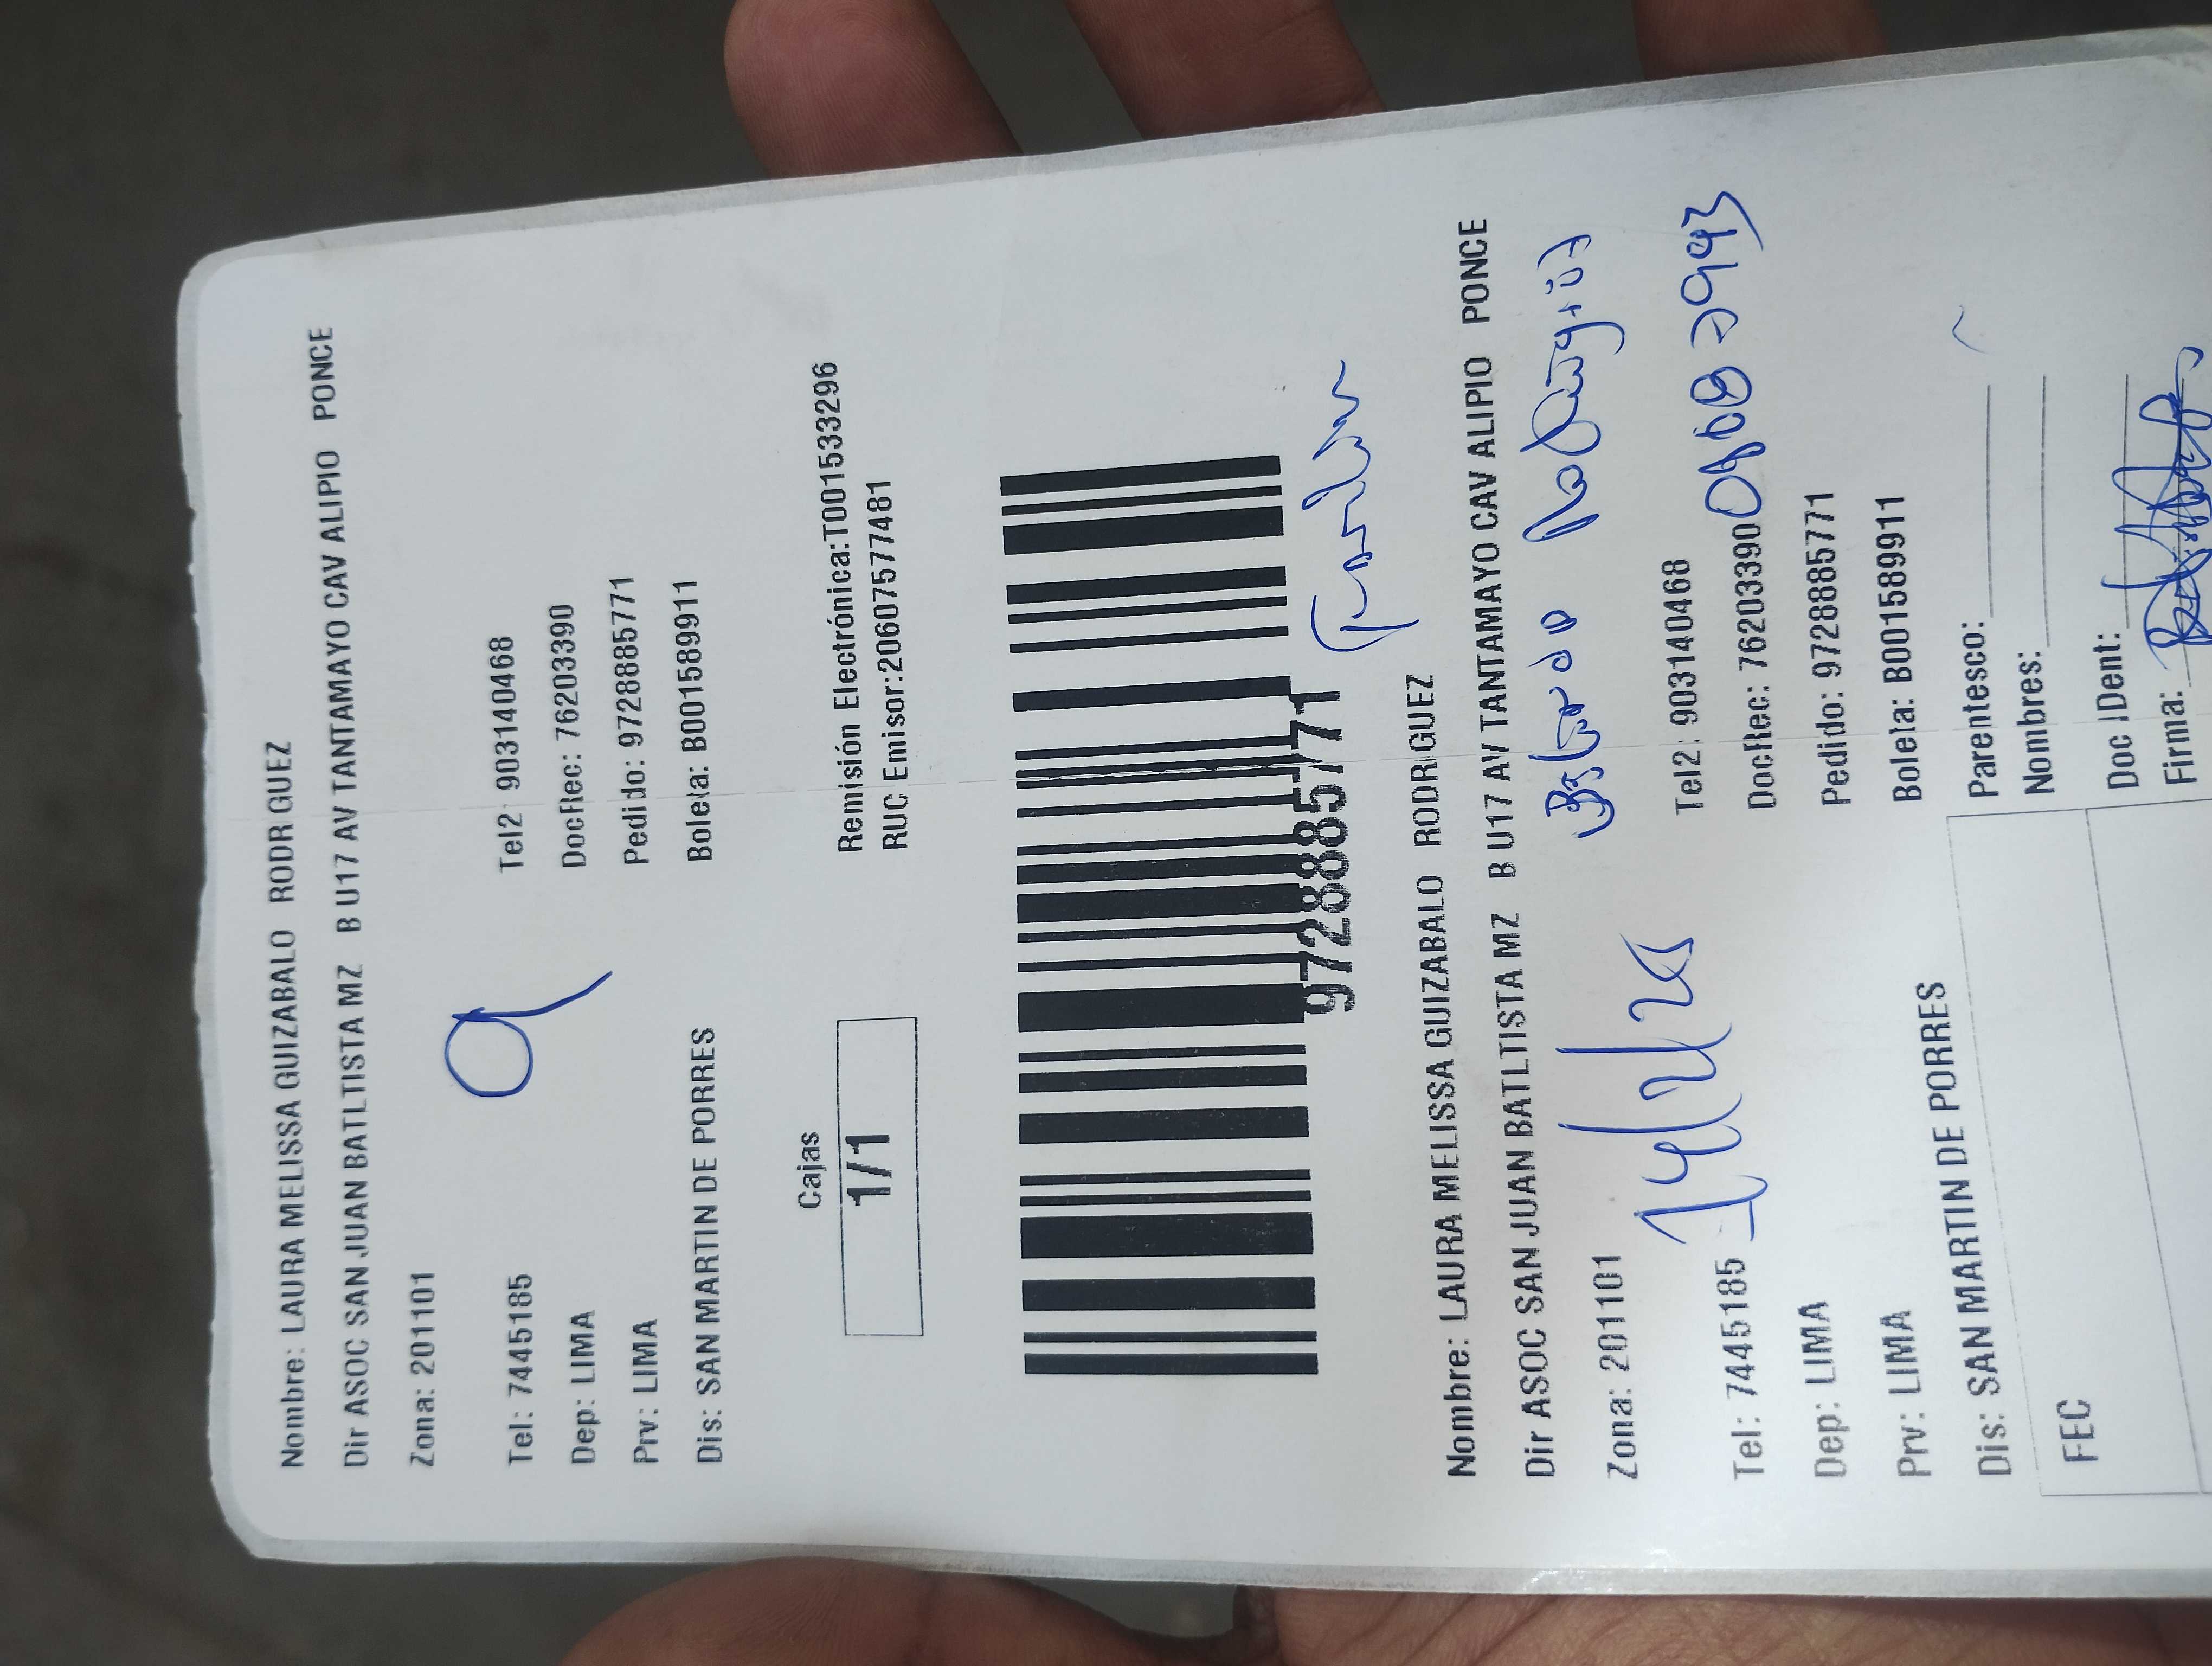 Nombre: LAURA MELISSA GUIZABALO RODR GUEZ
Dir ASOC SAN JUAN BATLTISTA MZ B U17 AV TANTAMAYO CAV ALIPIO PONCE
Zona: 201101
Tel: 7445185 Tel2 903140468
Dep: LIMA DocRec: 76203390
Prv: LIMA Pedido: 972885771
Dis: SAN MARTIN DE PORRES Boleta: B001589911
Cajas
1/1
Remisión Electrónica:T001533296
RUC Emisor:20607577481
972885771
Nombre: LAURA MELISSA GUIZABALO RODRIGUEZ
Dir ASOC SAN JUAN BATLTISTA MZ B U17 AV TANTAMAYO CAV ALIPIO PONCE
Zona: 201101
Tel: 7445185 Tel2: 903140468
Dep: LIMA DocRec: 76203390
Prv: LIMA Pedido: 972885771
Dis: SAN MARTIN DE PORRES Boleta: B001589911
FEC
Parentesco:
Nombres:
Doc IDent:
Firma: